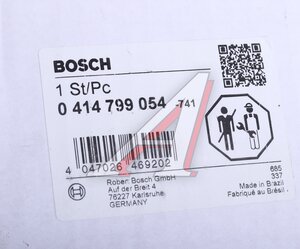 BOSCH
1 St/Pc
0 414 799 054 -741
4 047026 469202
Robert Bosch GmbH
Auf der Breit 4
76227 Karlsruhe
GERMANY
665
337
Made in Brazil
Fabriqué au Brésil